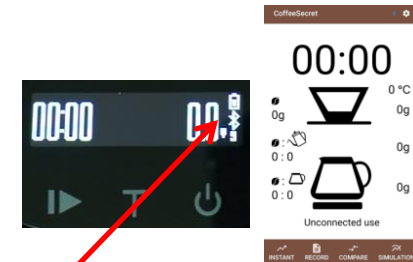 00:00 0.0
T
CoffeeSecret
00:00
0 °C
0g
0g
: 
0 : 0
0g
: 
0 : 0
0g
Unconnected use
INSTANT RECORD COMPARE SIMULATION